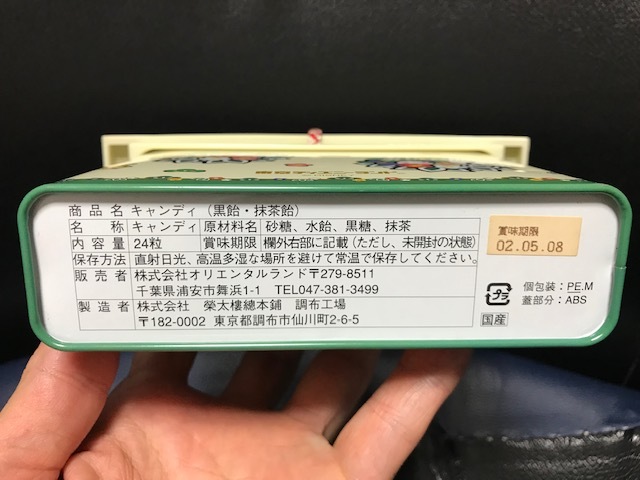 商品名 キャンディ（黒飴・抹茶飴）
名称 キャンディ 原材料名 砂糖、水飴、黒糖、抹茶
内容量 24粒 賞味期限 欄外右部に記載（ただし、未開封の状態）
保存方法 直射日光、高温多湿な場所を避けて常温で保存してください。
販売者 株式会社オリエンタルランド〒279-8511
千葉県浦安市舞浜1-1 TEL047-381-3499
製造者 株式会社 榮太樓總本鋪 調布工場
〒182-0002 東京都調布市仙川町2-6-5
賞味期限
02.05.08
プラ
個包装：PE.M
蓋部分：ABS
国産